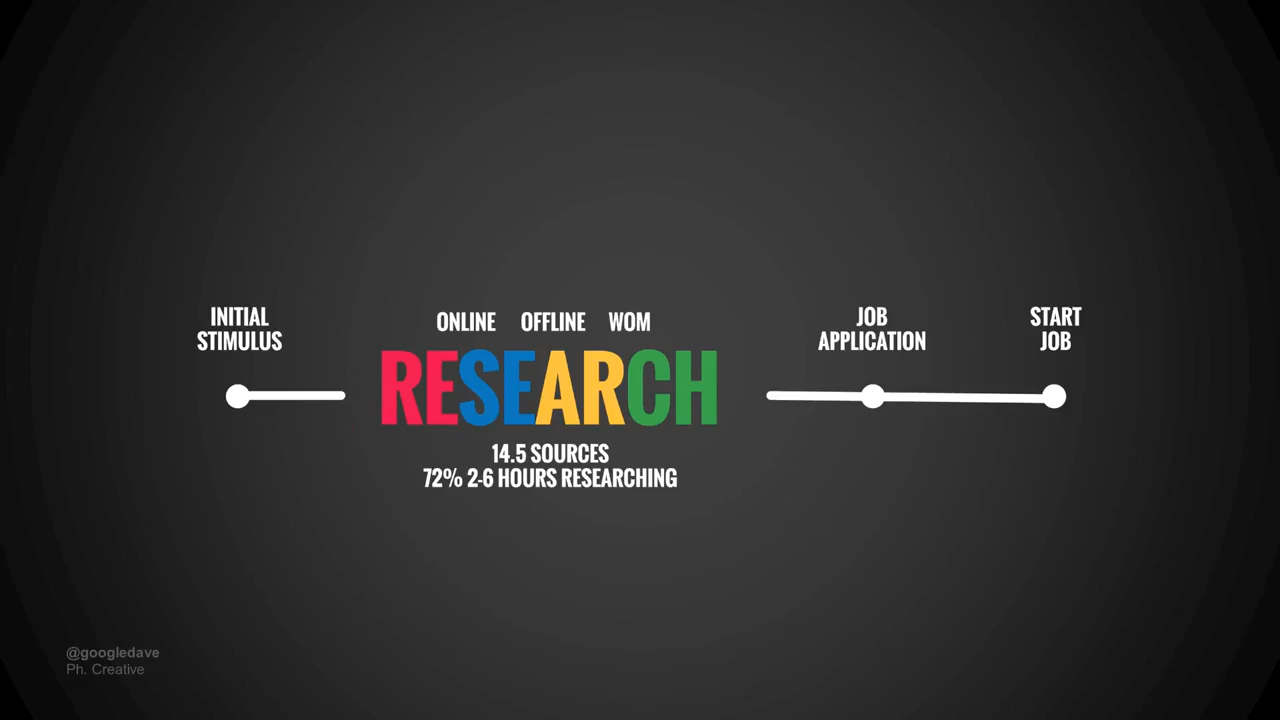 INITIAL
STIMULUS
ONLINE OFFLINE WOM
RESEARCH
14.5 SOURCES
72% 2-6 HOURS RESEARCHING
JOB
APPLICATION
START
JOB
@googledave
Ph. Creative